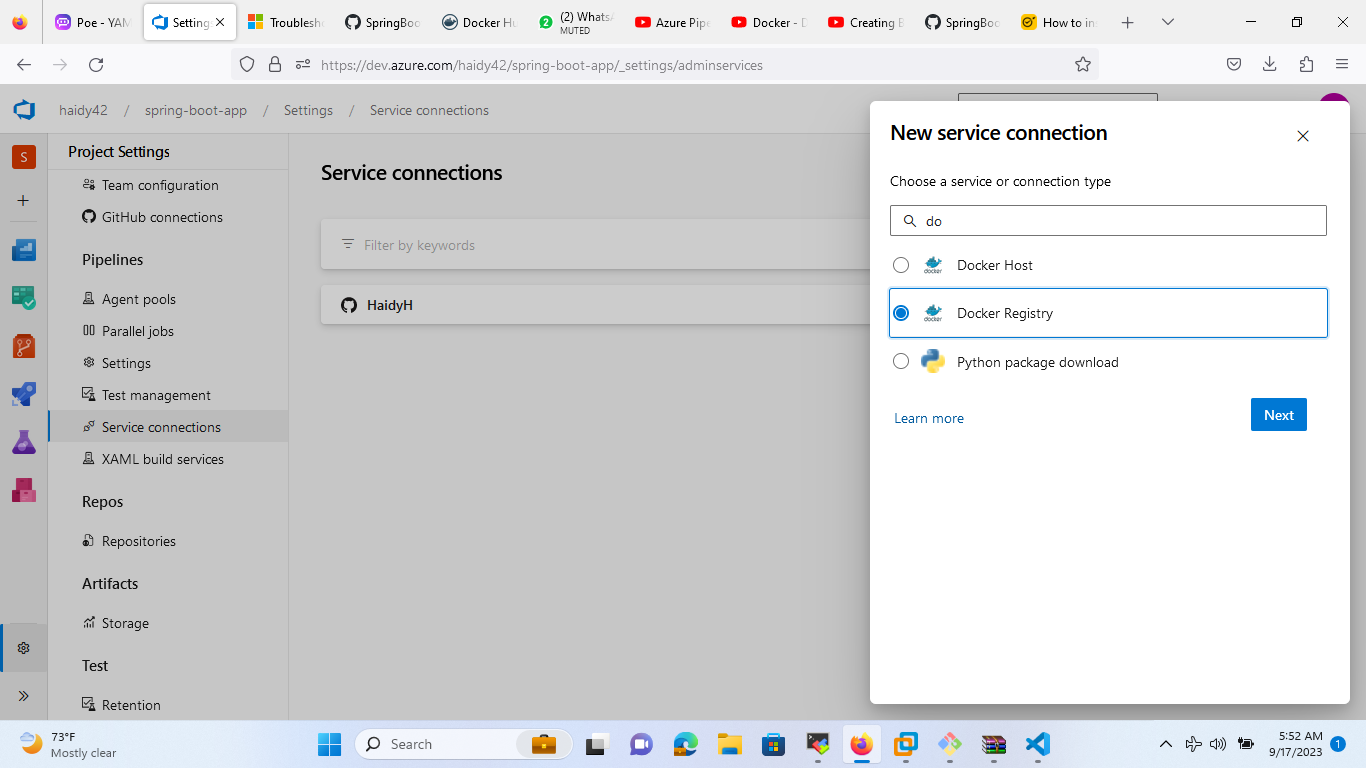 Poe - YAM
Setting
Troublesh
SpringBoo
Docker Hu
(2) Whats
MUTED
Azure Pipe
Docker - D
Creating B
SpringBoo
How to in
https://dev.azure.com/haidy42/spring-boot-app/_settings/adminservices
haidy42 / spring-boot-app / Settings / Service connections
S
Project Settings
Team configuration
GitHub connections
Pipelines
Agent pools
Parallel jobs
Settings
Test management
Service connections
XAML build services
Repos
Repositories
Artifacts
Storage
Test
Retention
Service connections
Filter by keywords
HaidyH
New service connection
Choose a service or connection type
do
docker
Docker Host
docker
Docker Registry
Python package download
Learn more
Next
73°F
Mostly clear
Search
5:52 AM
9/17/2023
1